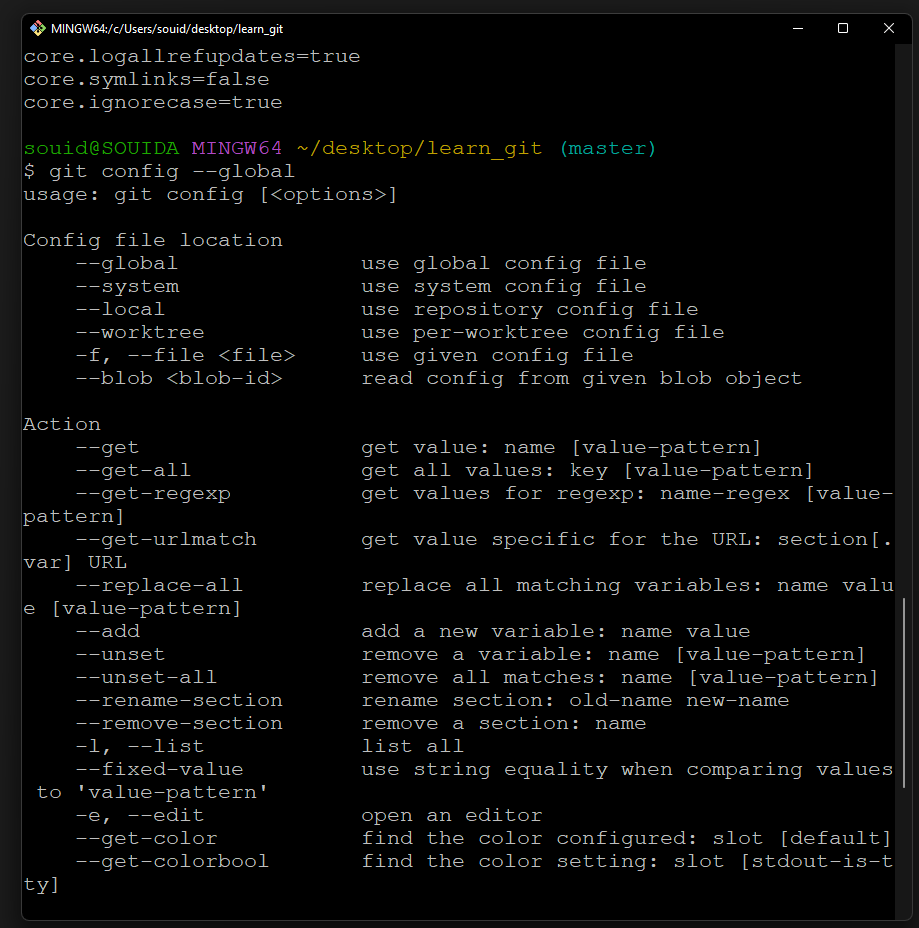 MINGW64:/c/Users/souid/desktop/learn_git
core.logallrefupdates=true
core.symlinks=false
core.ignorecase=true
souid@SOUIDA MINGW64 ~/desktop/learn_git (master)
$ git config --global
usage: git config [<options>]
Config file location
    --global              use global config file
    --system              use system config file
    --local               use repository config file
    --worktree            use per-worktree config file
    -f, --file <file>     use given config file
    --blob <blob-id>      read config from given blob object
Action
    --get                 get value: name [value-pattern]
    --get-all             get all values: key [value-pattern]
    --get-regexp          get values for regexp: name-regex [value-
pattern]
    --get-urlmatch        get value specific for the URL: section[.
var] URL
    --replace-all         replace all matching variables: name valu
e [value-pattern]
    --add                 add a new variable: name value
    --unset               remove a variable: name [value-pattern]
    --unset-all           remove all matches: name [value-pattern]
    --rename-section      rename section: old-name new-name
    --remove-section      remove a section: name
    -l, --list            list all
    --fixed-value         use string equality when comparing values
 to 'value-pattern'
    -e, --edit            open an editor
    --get-color           find the color configured: slot [default]
    --get-colorbool       find the color setting: slot [stdout-is-t
ty]